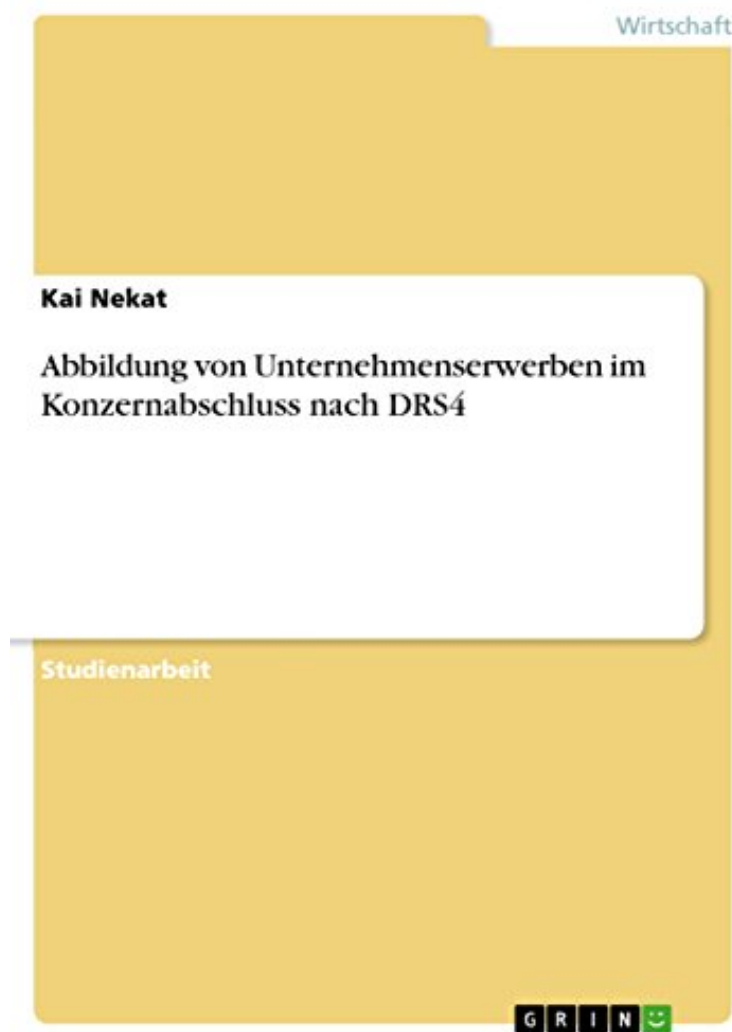 Wirtschaft
Kai Nekat
Abbildung von Unternehmenserwerben im
Konzernabschluss nach DRS4
Studienarbeit
GRIN